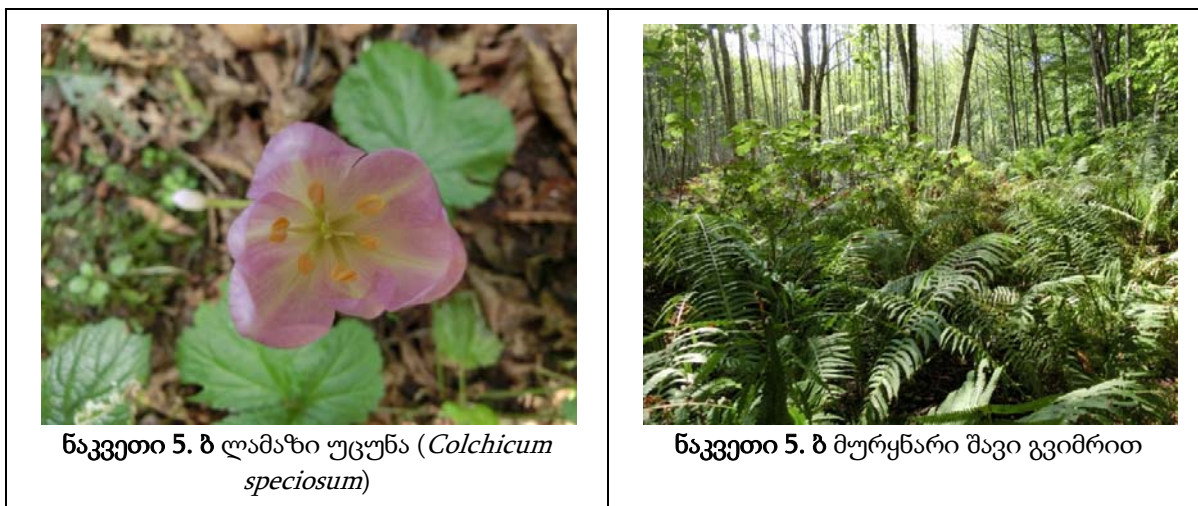 ნაკვეთი 5. ბ ლამაზი უცუნა (Colchicum
speciosum)
ნაკვეთი 5. ბ მურყნარი შავი გვიმრით